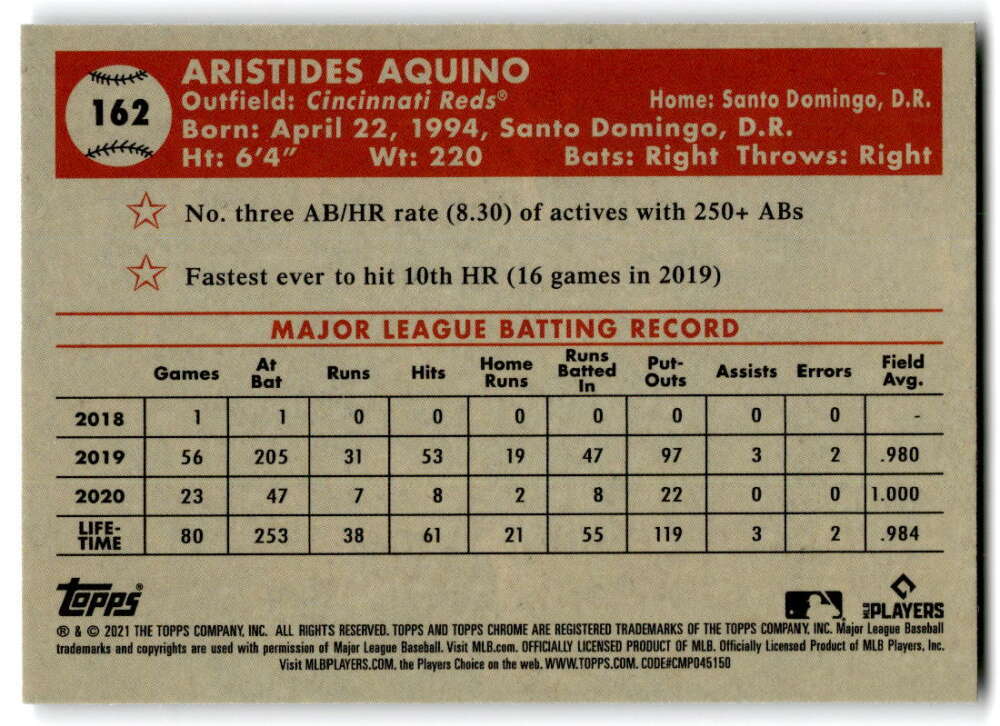 162
ARISTIDES AQUINO
Outfield: Cincinnati Reds® Home: Santo Domingo, D.R.
Born: April 22, 1994, Santo Domingo, D.R.
Ht: 6'4" Wt: 220 Bats: Right Throws: Right
No. three AB/HR rate (8.30) of actives with 250+ ABs
Fastest ever to hit 10th HR (16 games in 2019)
MAJOR LEAGUE BATTING RECORD
Games At Bat Runs Hits Home Runs Runs Batted In Put-Outs Assists Errors Field Avg.
2018 1 1 0 0 0 0 0 0 0 -
2019 56 205 31 53 19 47 97 3 2 .980
2020 23 47 7 8 2 8 22 0 0 1.000
LIFE-TIME 80 253 38 61 21 55 119 3 2 .984
Topps® MLB PLAYERS
® & © 2021 THE TOPPS COMPANY, INC. ALL RIGHTS RESERVED. TOPPS AND TOPPS CHROME ARE REGISTERED TRADEMARKS OF THE TOPPS COMPANY, INC. Major League Baseball
trademarks and copyrights are used with permission of Major League Baseball. Visit MLB.com. OFFICIALLY LICENSED PRODUCT OF MLB. Officially Licensed Product of MLB Players, Inc.
Visit MLBPLAYERS.COM, the Players Choice on the web. WWW.TOPPS.COM. CODE#CMP045150